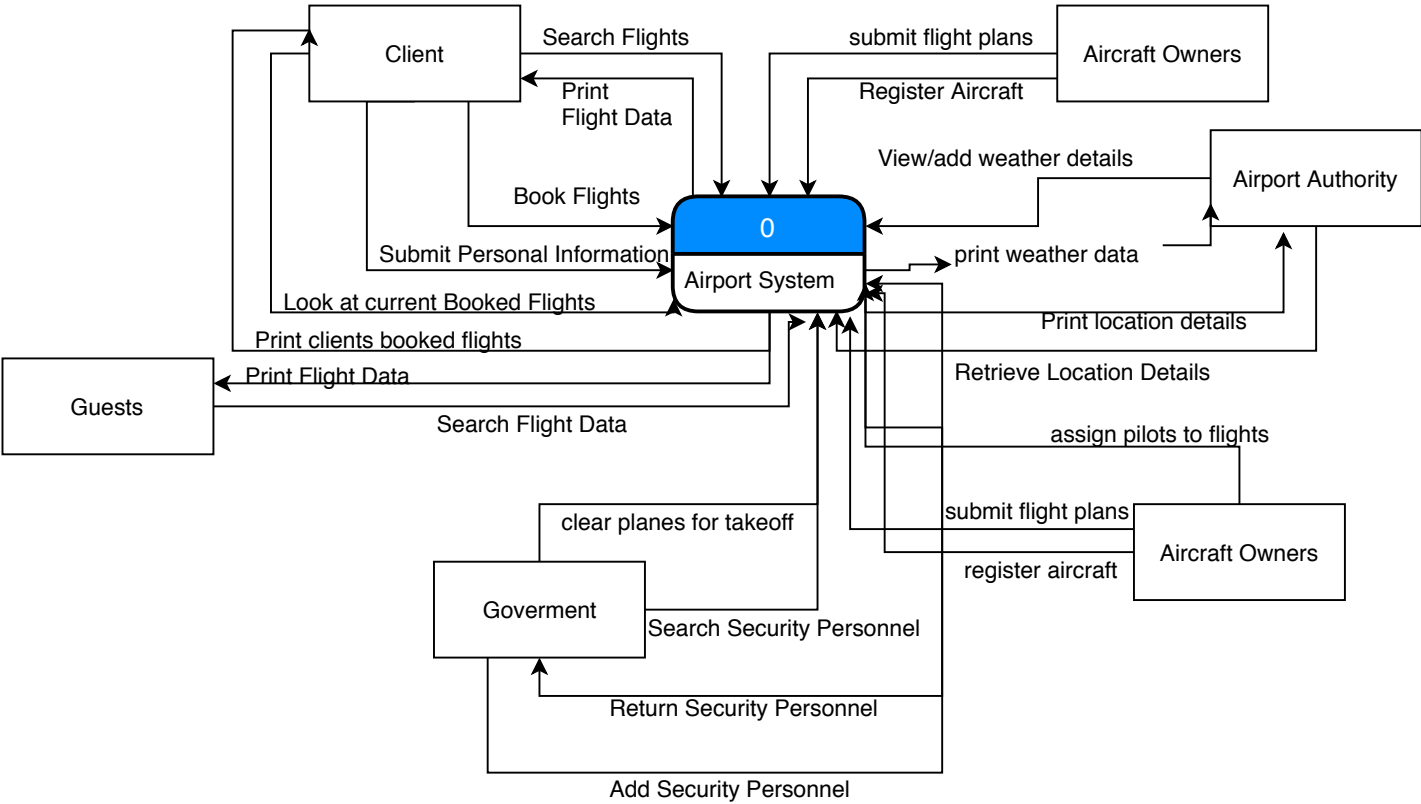 Client
Search Flights
submit flight plans
Aircraft Owners
Print
Flight Data
Register Aircraft
View/add weather details
Airport Authority
Book Flights
0
Submit Personal Information
print weather data
Airport System
Look at current Booked Flights
Print location details
Print clients booked flights
Print Flight Data
Retrieve Location Details
Guests
Search Flight Data
assign pilots to flights
clear planes for takeoff
submit flight plans
Aircraft Owners
register aircraft
Goverment
Search Security Personnel
Return Security Personnel
Add Security Personnel